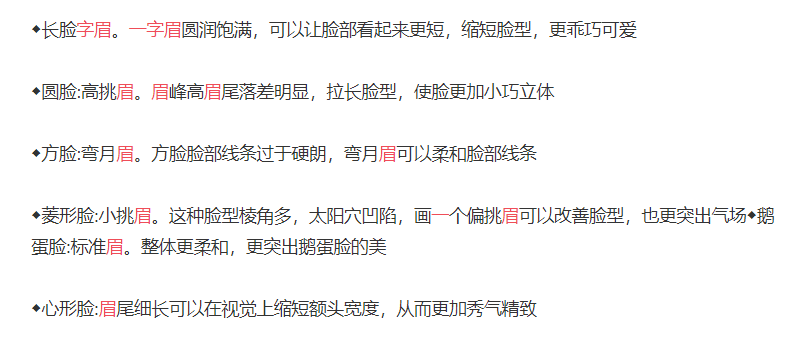 ◆长脸字眉。一字眉圆润饱满，可以让脸部看起来更短，缩短脸型，更乖巧可爱
◆圆脸:高挑眉。眉峰高眉尾落差明显，拉长脸型，使脸更加小巧立体
◆方脸:弯月眉。方脸脸部线条过于硬朗，弯月眉可以柔和脸部线条
◆菱形脸:小挑眉。这种脸型棱角多，太阳穴凹陷，画一个偏挑眉可以改善脸型，也更突出气场◆鹅
蛋脸:标准眉。整体更柔和，更突出鹅蛋脸的美
◆心形脸:眉尾细长可以在视觉上缩短额头宽度，从而更加秀气精致